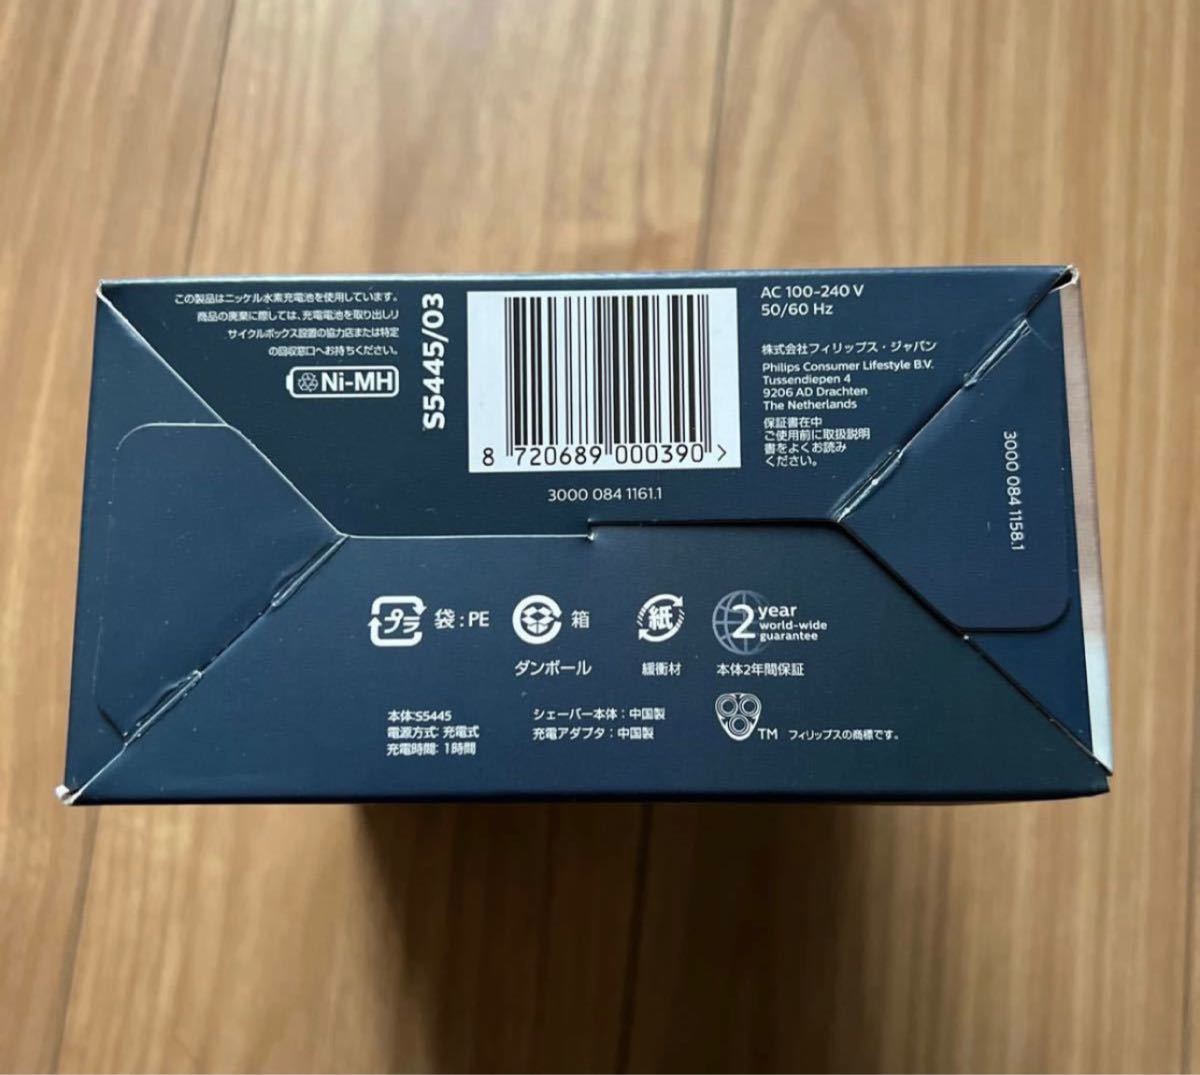 この製品はニッケル水素充電池を使用しています。
商品の廃棄に際しては、充電電池を取り出しリ
サイクルボックス設置の協力店または特定
の回収窓口へお持ちください。
Ni-MH
S5445/03
8 720689 000390 >
3000 084 1161.1
AC 100-240 V
50/60 Hz
株式会社フィリップス・ジャパン
Philips Consumer Lifestyle B.V.
Tussendiepen 4
9206 AD Drachten
The Netherlands
保証書在中
ご使用前に取扱説明
書をよくお読み
ください。
3000 084 1158.1
プラ 袋:PE
箱
ダンボール
紙
緩衝材
2 year
world-wide
guarantee
本体2年間保証
本体:S5445
電源方式: 充電式
充電時間: 1時間
シェーバー本体:中国製
充電アダプタ:中国製
TM フィリップスの商標です。